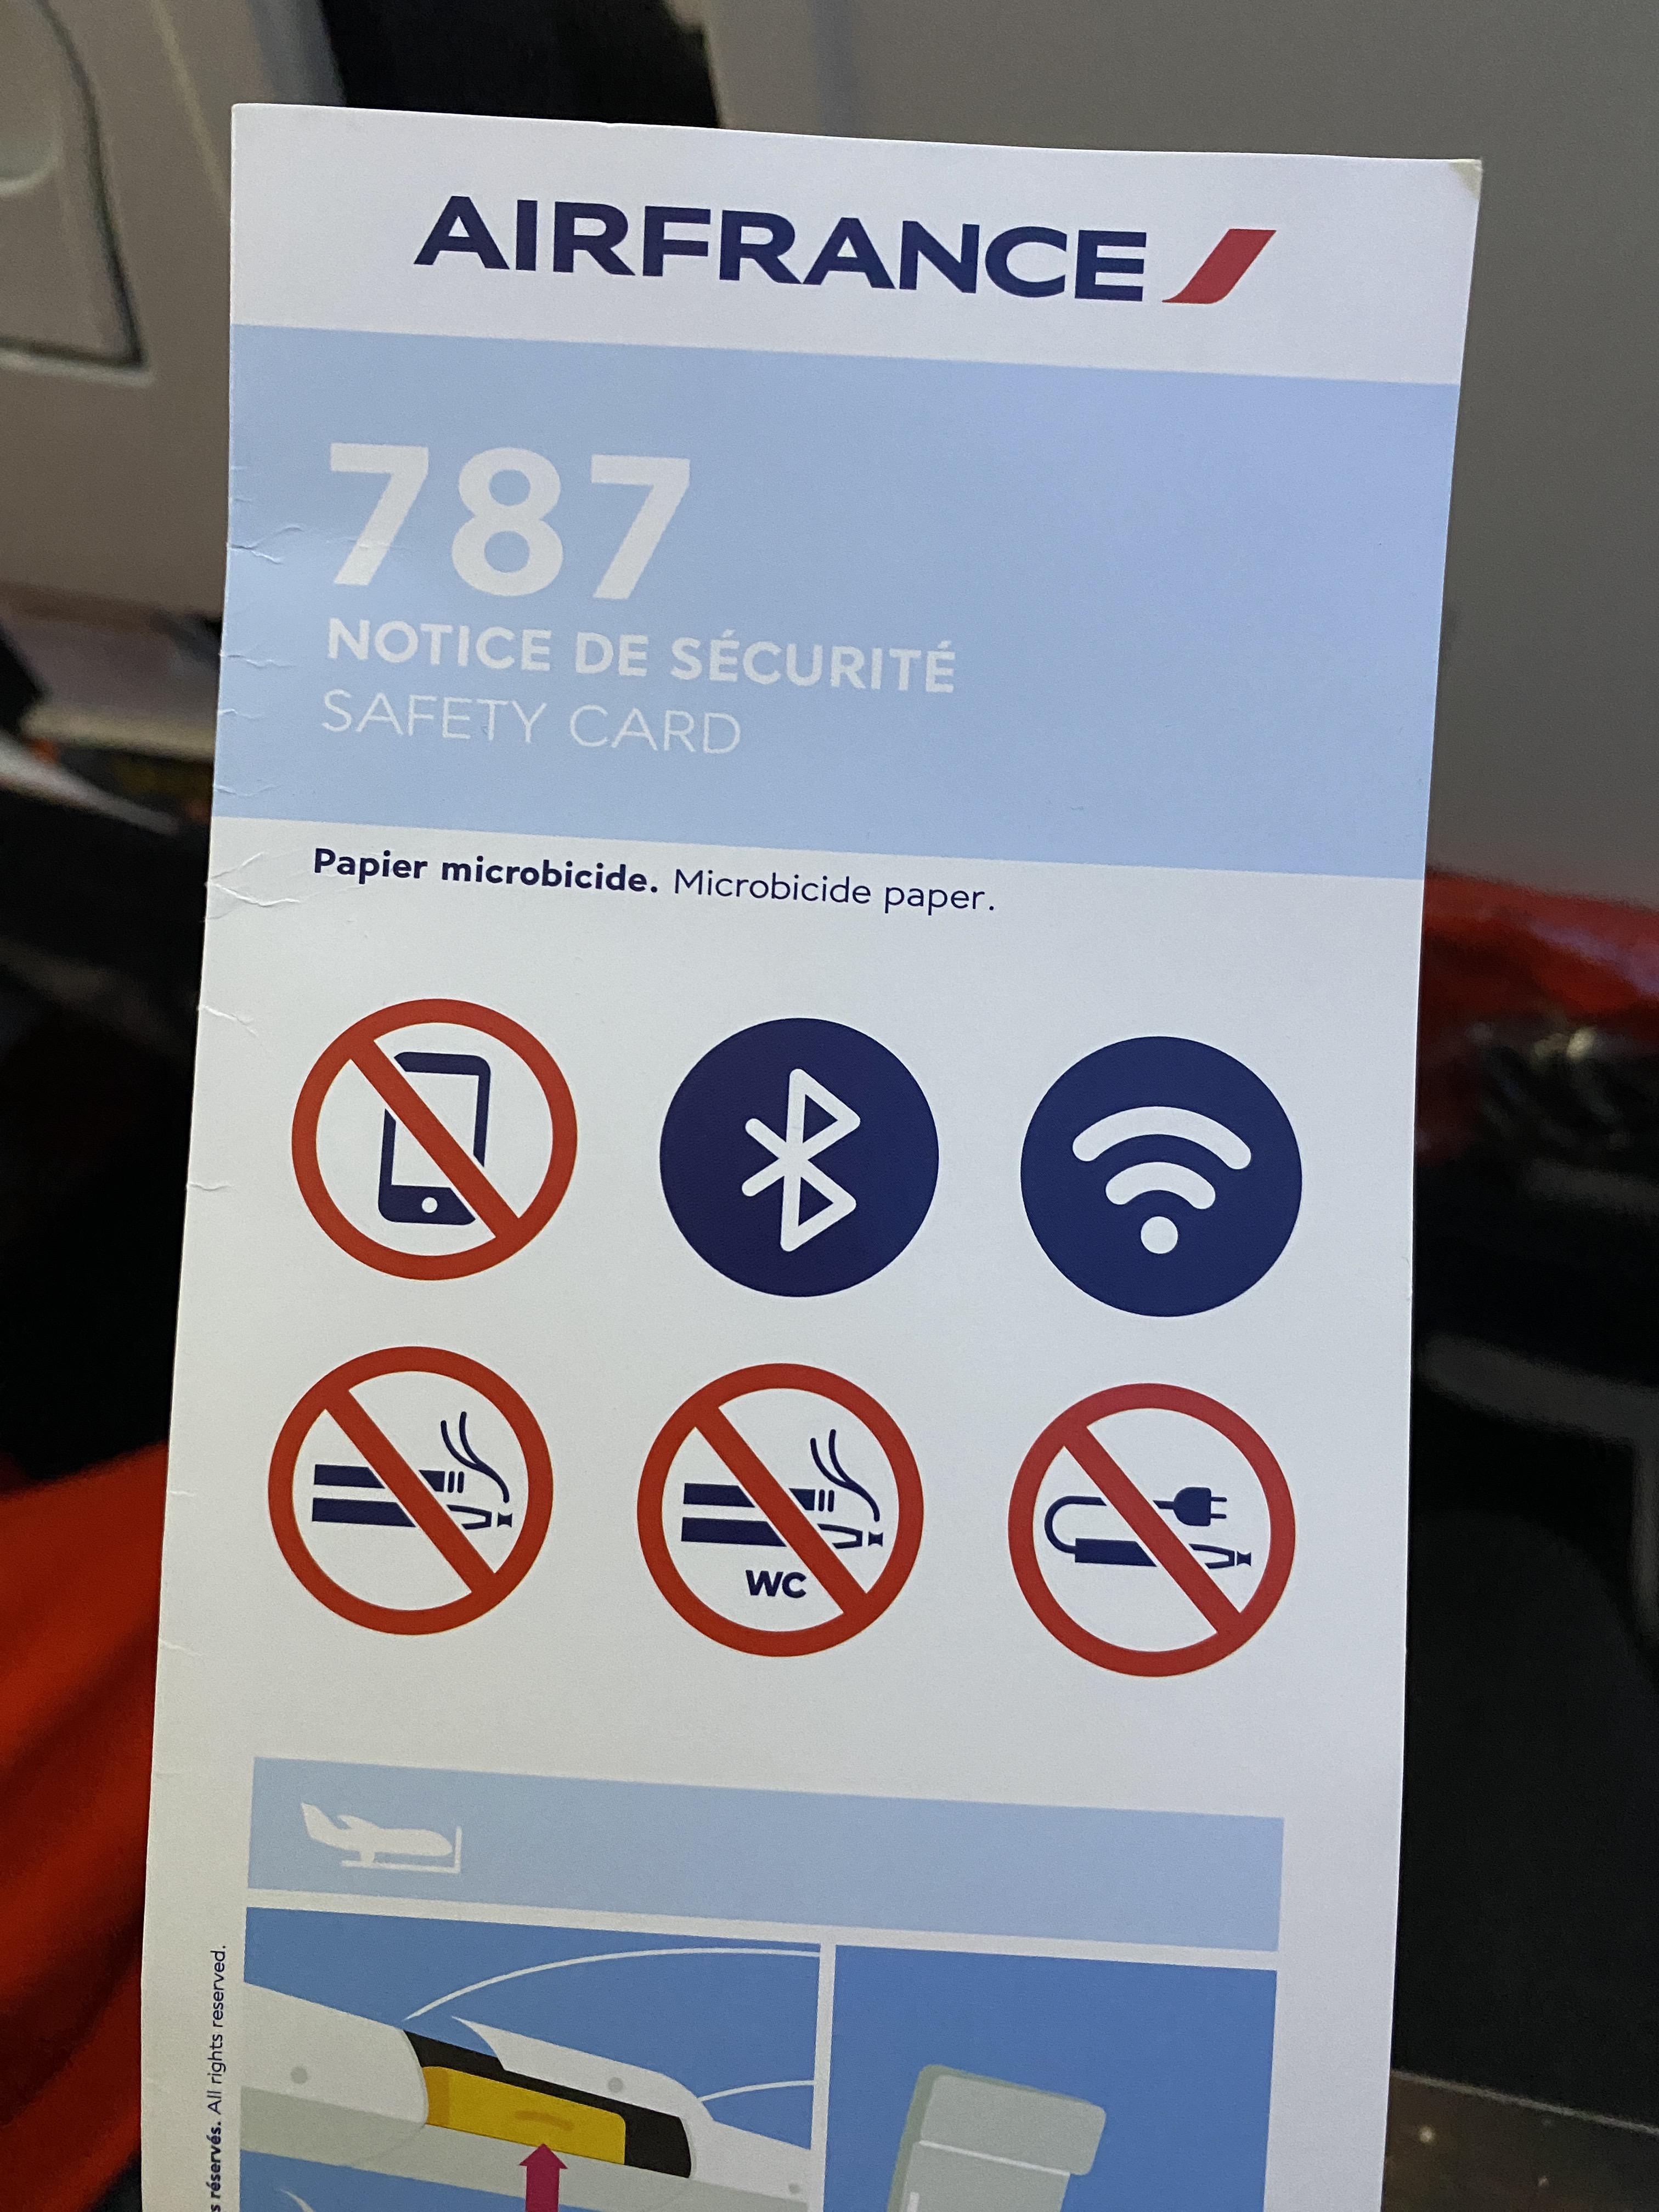 AIRFRANCE
787
NOTICE DE SÉCURITÉ
SAFETY CARD
Papier microbicide. Microbicide paper.
WC
réservés. All rights reserved.